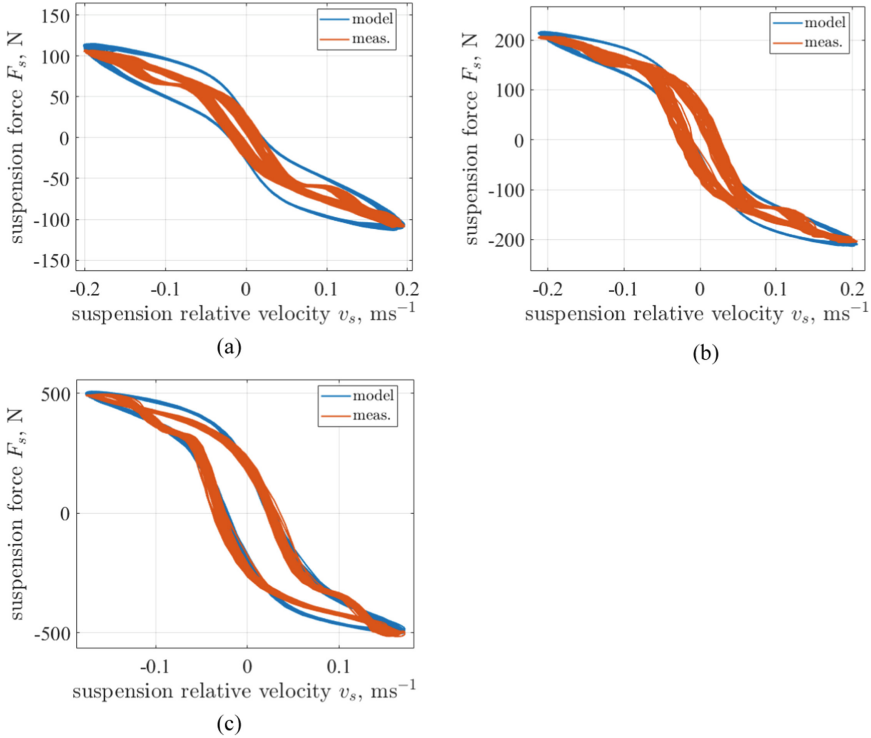 150
100
50
0
-50
-100
-150
suspension force Fₛ, N
model
meas.
-0.2 -0.1 0 0.1 0.2
suspension relative velocity vₛ, ms⁻¹
(a)
200
100
0
-100
-200
suspension force Fₛ, N
model
meas.
-0.2 -0.1 0 0.1 0.2
suspension relative velocity vₛ, ms⁻¹
(b)
500
0
-500
suspension force Fₛ, N
model
meas.
-0.1 0 0.1
suspension relative velocity vₛ, ms⁻¹
(c)